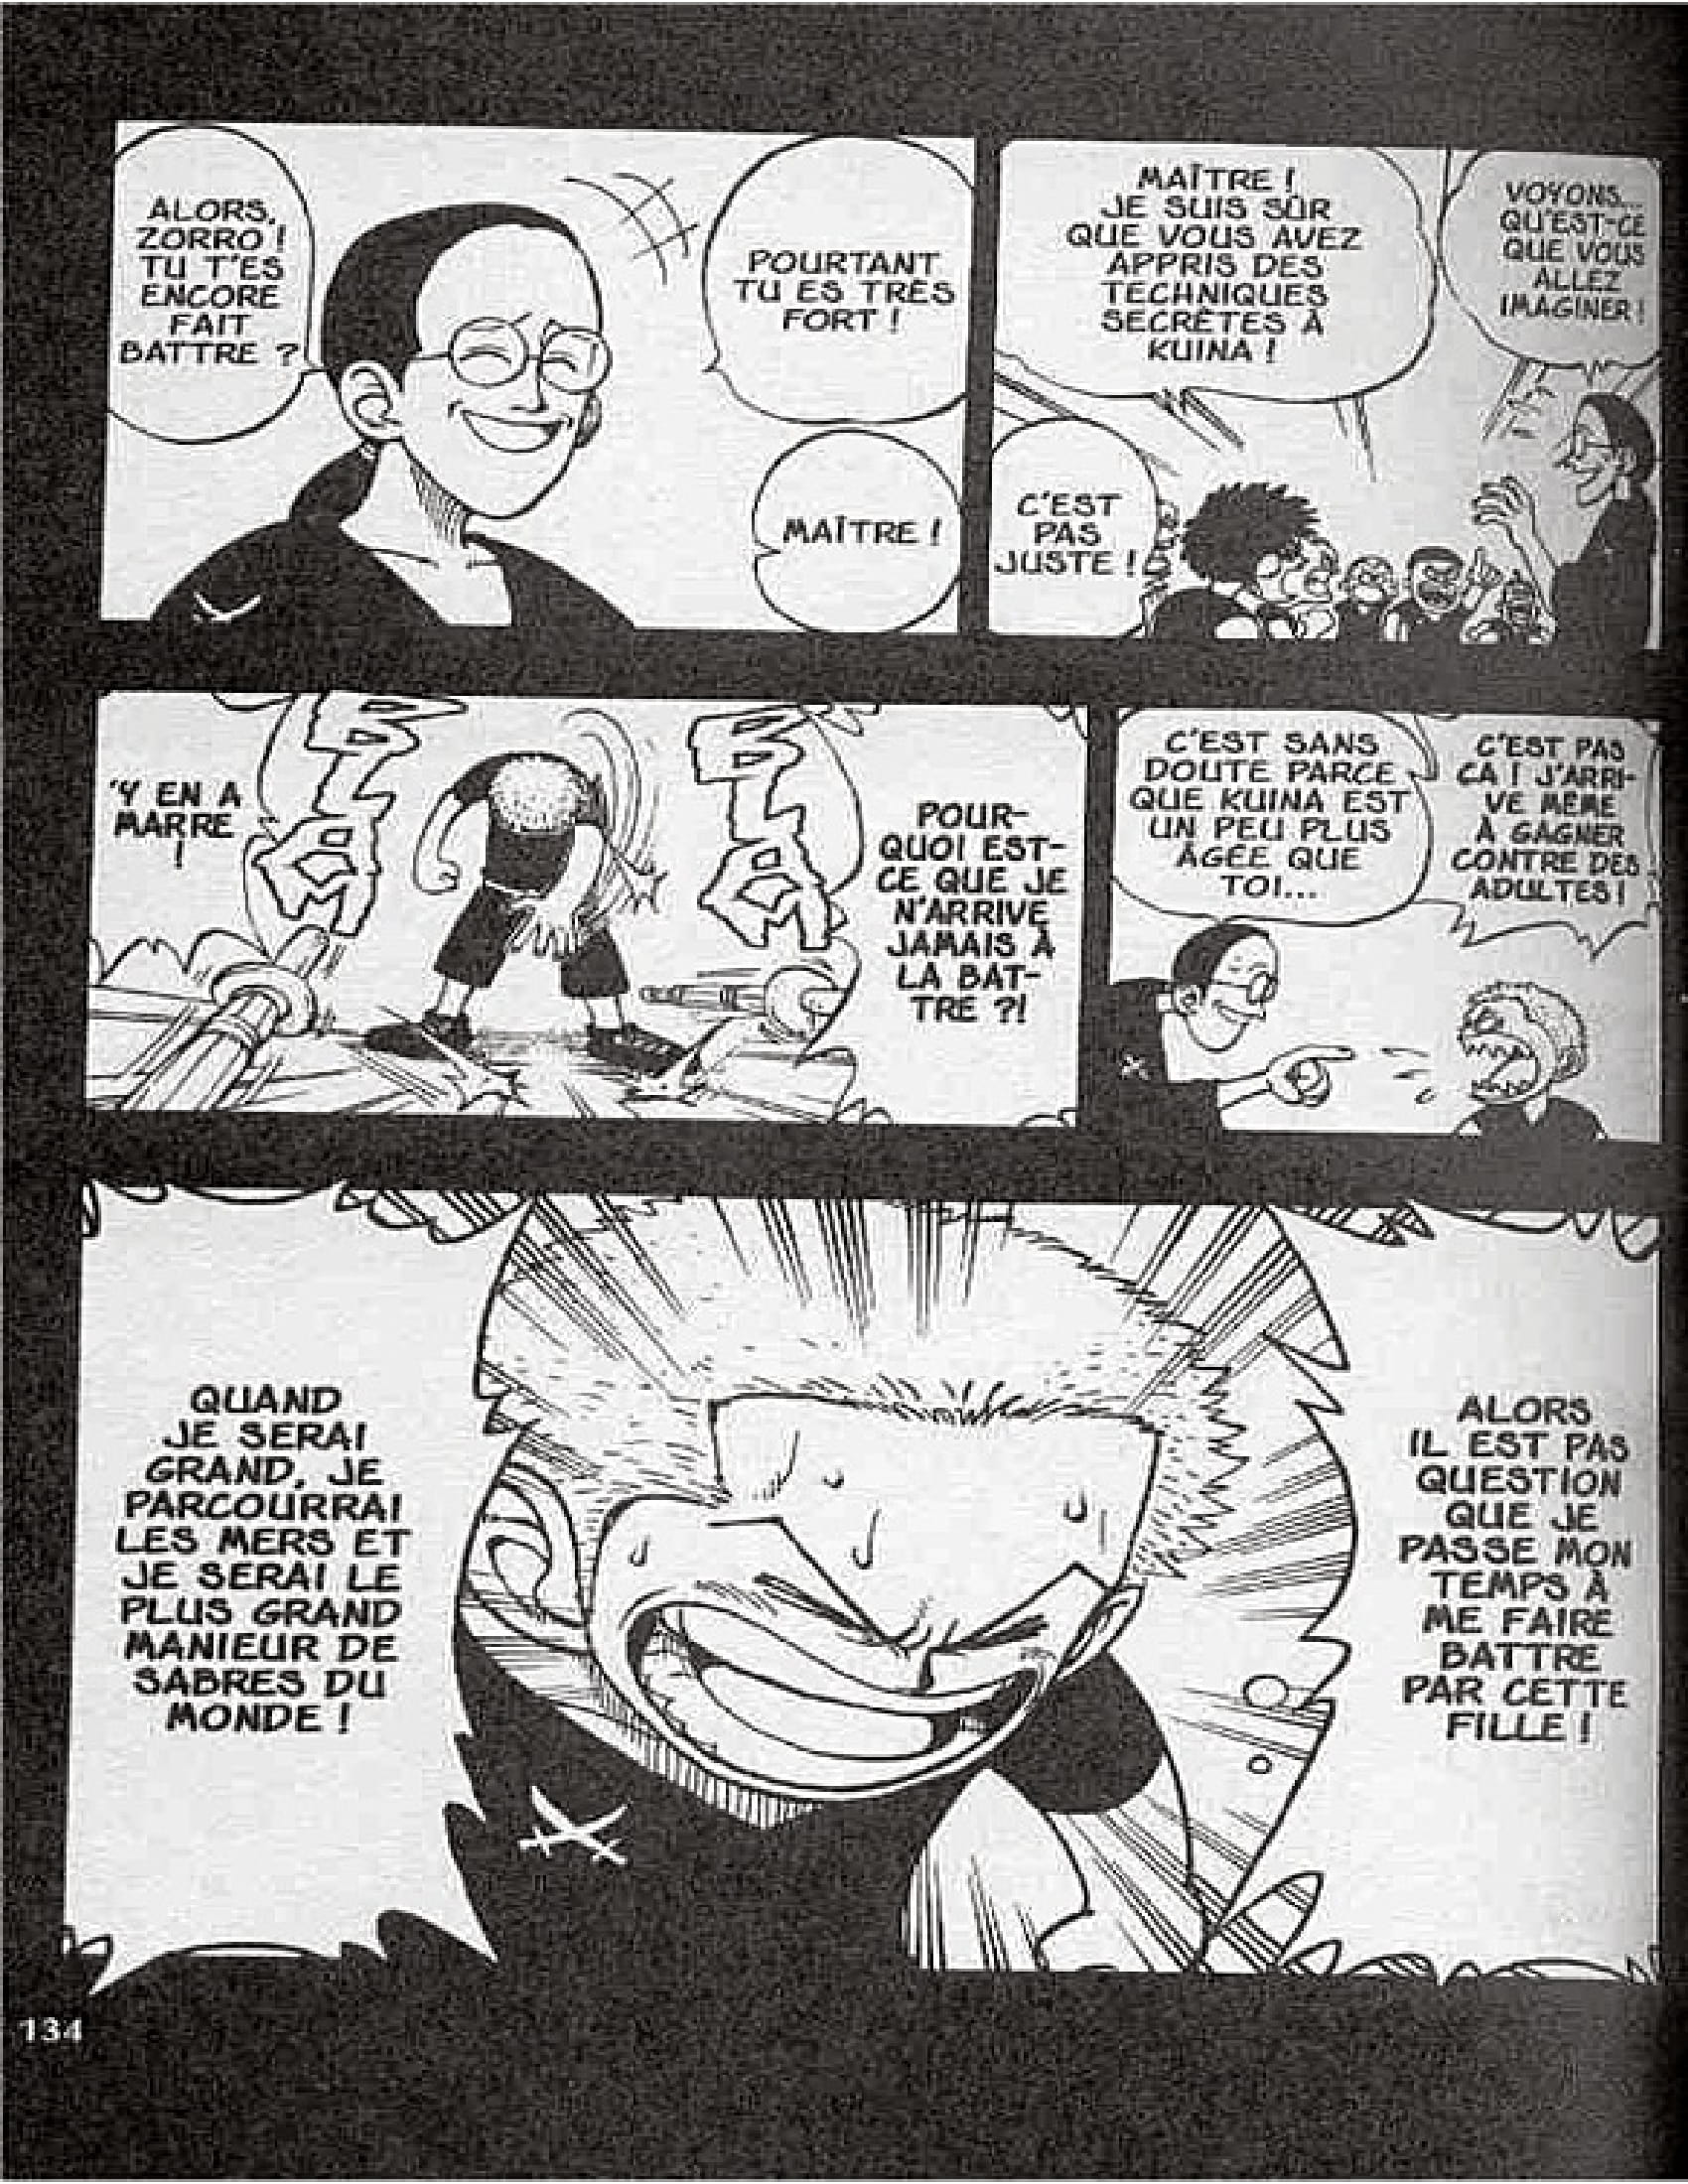 ALORS,
ZORRO !
TU T'ES
ENCORE
FAIT
BATTRE ?
POURTANT
TU ES TRÈS
FORT !
MAÎTRE !
MAÎTRE !
JE SUIS SÛR
QUE VOUS AVEZ
APPRIS DES
TECHNIQUES
SECRÈTES À
KUINA !
C'EST
PAS
JUSTE !
VOYONS...
QU'EST-CE
QUE VOUS
ALLEZ
IMAGINER !
'Y EN A
MARRE
!
BLAM
BLAM
POUR-
QUOI EST-
CE QUE JE
N'ARRIVE
JAMAIS À
LA BAT-
TRE ?!
C'EST SANS
DOUTE PARCE
QUE KUINA EST
UN PEU PLUS
ÂGÉE QUE
TOI...
C'EST PAS
ÇA ! J'ARRI-
VE MÊME
À GAGNER
CONTRE DES
ADULTES !
QUAND
JE SERAI
GRAND, JE
PARCOURRAI
LES MERS ET
JE SERAI LE
PLUS GRAND
MANIEUR DE
SABRES DU
MONDE !
ALORS
IL EST PAS
QUESTION
QUE JE
PASSE MON
TEMPS À
ME FAIRE
BATTRE
PAR CETTE
FILLE !
134